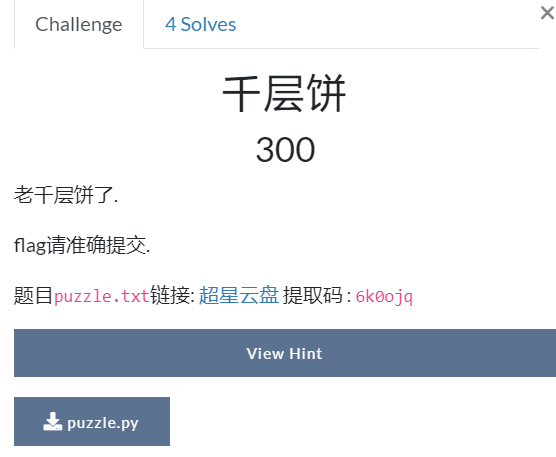 Challenge
4 Solves
×
千层饼
300
老千层饼了.
flag请准确提交.
题目puzzle.txt链接: 超星云盘 提取码 : 6k0ojq
View Hint
puzzle.py